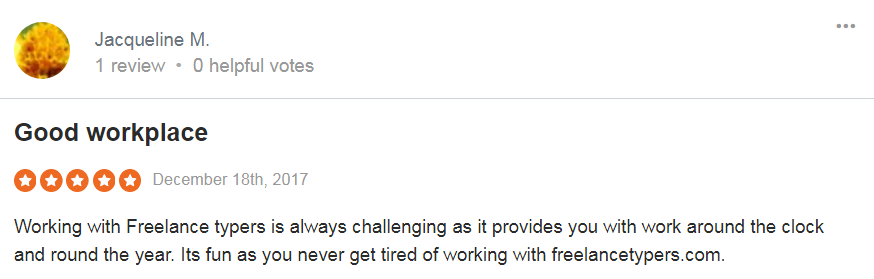 Jacqueline M.
1 review • 0 helpful votes
Good workplace
December 18th, 2017
Working with Freelance typers is always challenging as it provides you with work around the clock
and round the year. Its fun as you never get tired of working with freelancetypers.com.